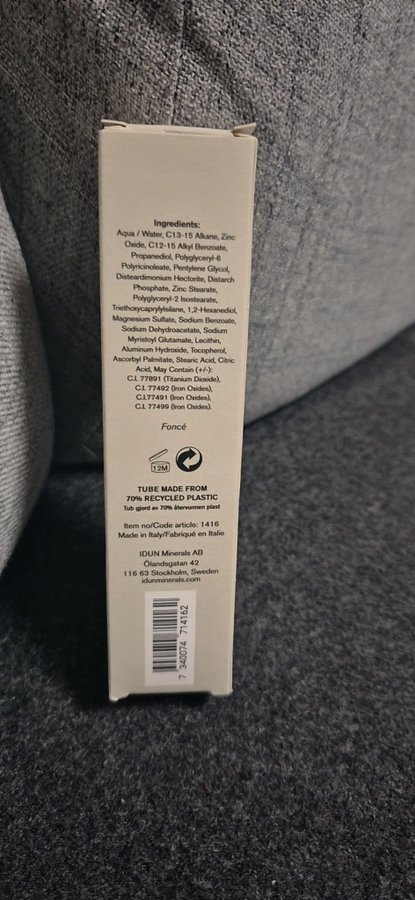 Ingredients:
Aqua / Water, C13-15 Alkane, Zinc
Oxide, C12-15 Alkyl Benzoate,
Propanediol, Polyglyceryl-6
Polyricinoleate, Pentylene Glycol,
Disteardimonium Hectorite, Distarch
Phosphate, Zinc Stearate,
Polyglyceryl-2 Isostearate,
Triethoxycaprylylsilane, 1,2-Hexanediol,
Magnesium Sulfate, Sodium Benzoate,
Sodium Dehydroacetate, Sodium
Myristoyl Glutamate, Lecithin,
Aluminum Hydroxide, Tocopherol,
Ascorbyl Palmitate, Stearic Acid, Citric
Acid, May Contain (+/-):
C.I. 77891 (Titanium Dioxide),
C.I. 77492 (Iron Oxides),
C.I.77491 (Iron Oxides),
C.I. 77499 (Iron Oxides).
Foncé
12M
TUBE MADE FROM
70% RECYCLED PLASTIC
Tub gjord av 70% återvunnen plast
Item no/Code article: 1416
Made in Italy/Fabriqué en Italie
IDUN Minerals AB
Ölandsgatan 42
116 63 Stockholm, Sweden
idunminerals.com
7 340074 714162